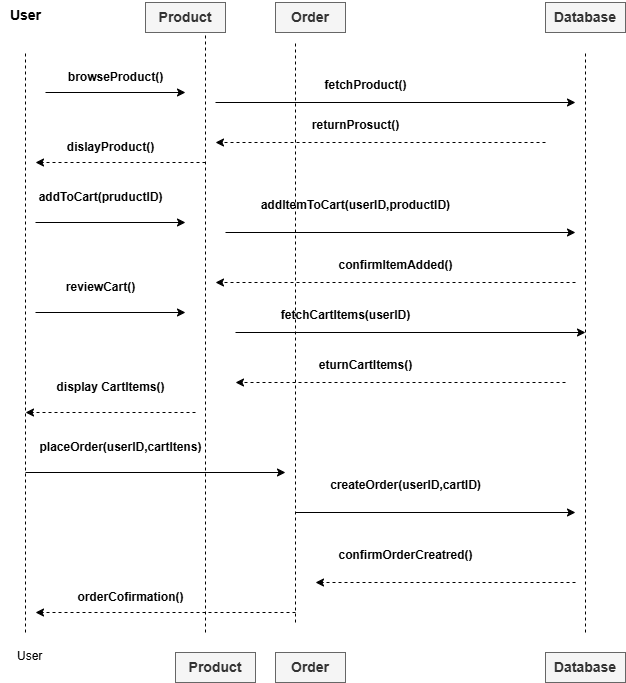 User
Product
Order
Database
browseProduct()
fetchProduct()
returnProsuct()
dislayProduct()
addToCart(pruductID)
addItemToCart(userID,productID)
confirmItemAdded()
reviewCart()
fetchCartItems(userID)
eturnCartItems()
display CartItems()
placeOrder(userID,cartItens)
createOrder(userID,cartID)
confirmOrderCreatred()
orderCofirmation()
User
Product
Order
Database